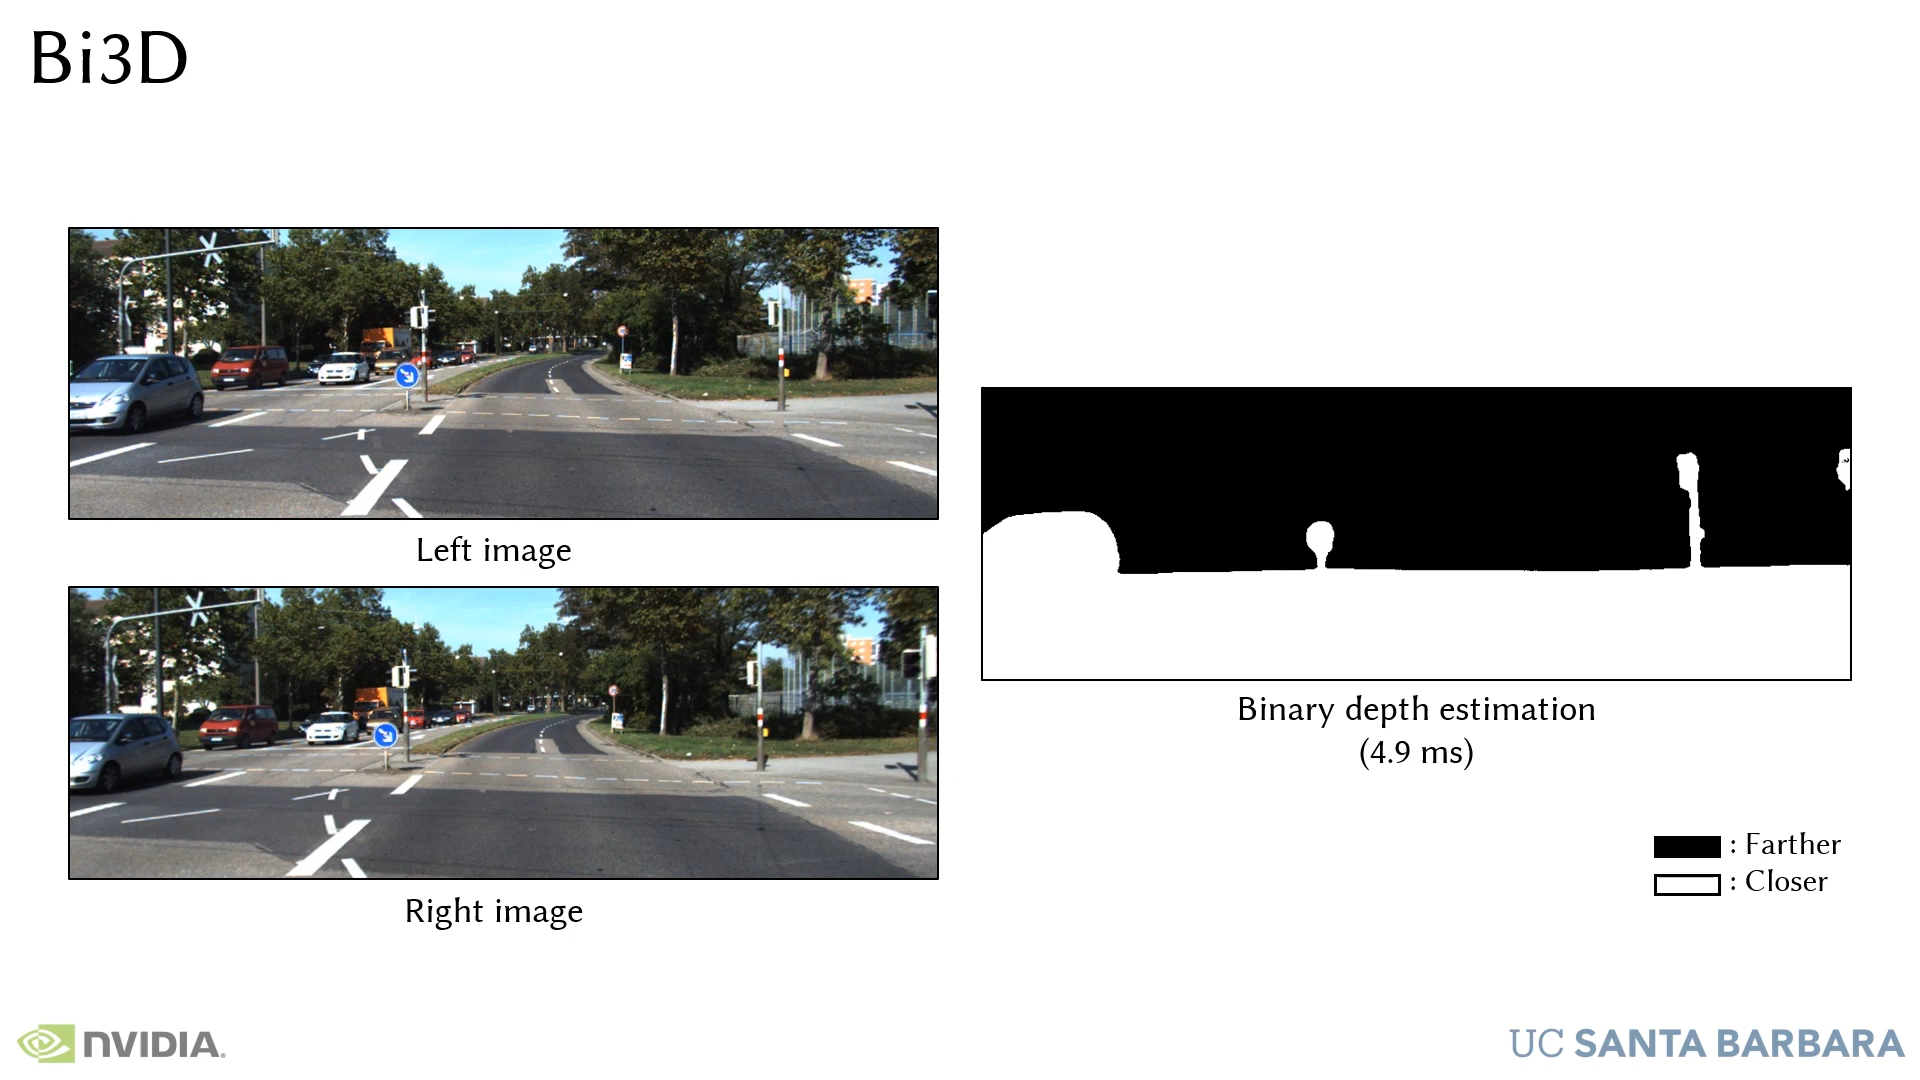 Bi3D
Left image
Right image
Binary depth estimation
(4.9 ms)
: Farther
: Closer
NVIDIA.
UC SANTA BARBARA